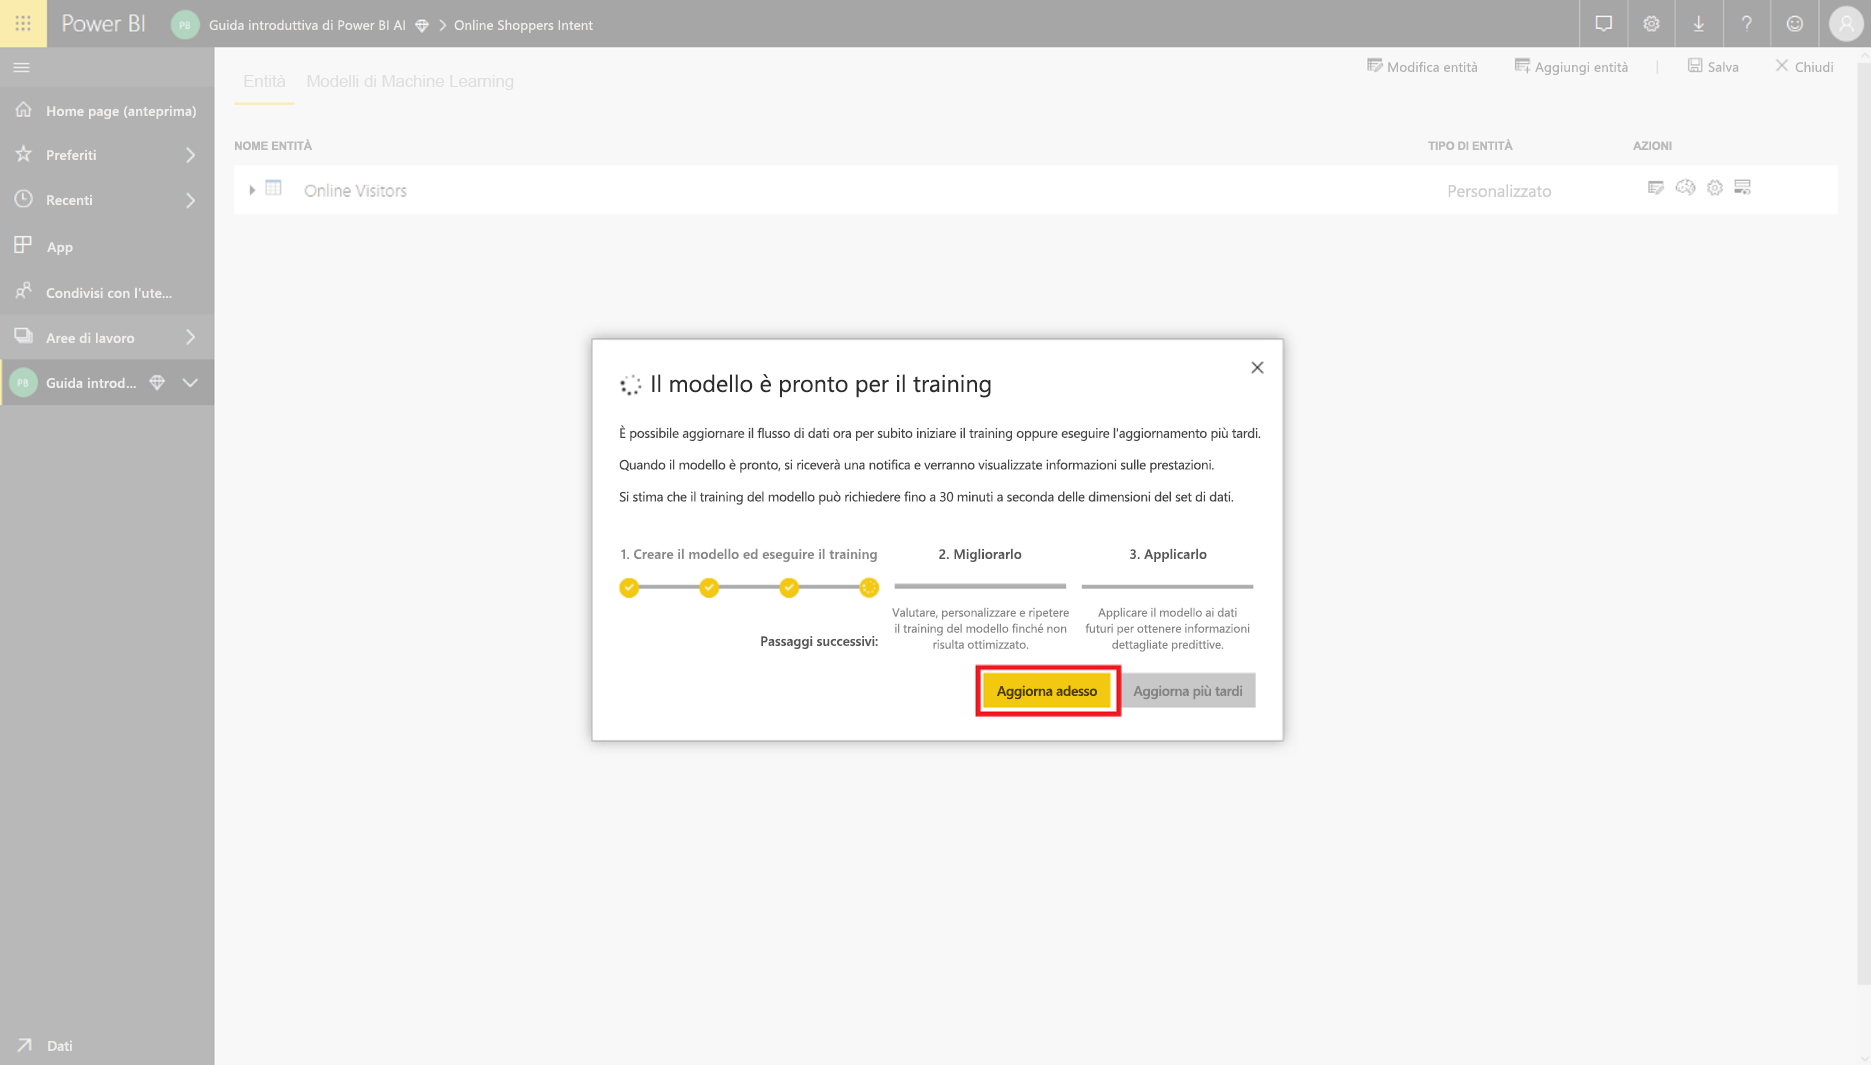 Power BI
PB
Guida introduttiva di Power BI AI
Online Shoppers Intent
?
Entità
Modelli di Machine Learning
Modifica entità
Aggiungi entità
Salva
Chiudi
Home page (anteprima)
Preferiti
Recenti
App
Condivisi con l'ute...
Aree di lavoro
PB
Guida introd...
NOME ENTITÀ
TIPO DI ENTITÀ
AZIONI
Online Visitors
Personalizzato
Il modello è pronto per il training
È possibile aggiornare il flusso di dati ora per subito iniziare il training oppure eseguire l'aggiornamento più tardi.
Quando il modello è pronto, si riceverà una notifica e verranno visualizzate informazioni sulle prestazioni.
Si stima che il training del modello può richiedere fino a 30 minuti a seconda delle dimensioni del set di dati.
1. Creare il modello ed eseguire il training
2. Migliorarlo
3. Applicarlo
Passaggi successivi:
Valutare, personalizzare e ripetere
il training del modello finché non
risulta ottimizzato.
Applicare il modello ai dati
futuri per ottenere informazioni
dettagliate predittive.
Aggiorna adesso
Aggiorna più tardi
Dati